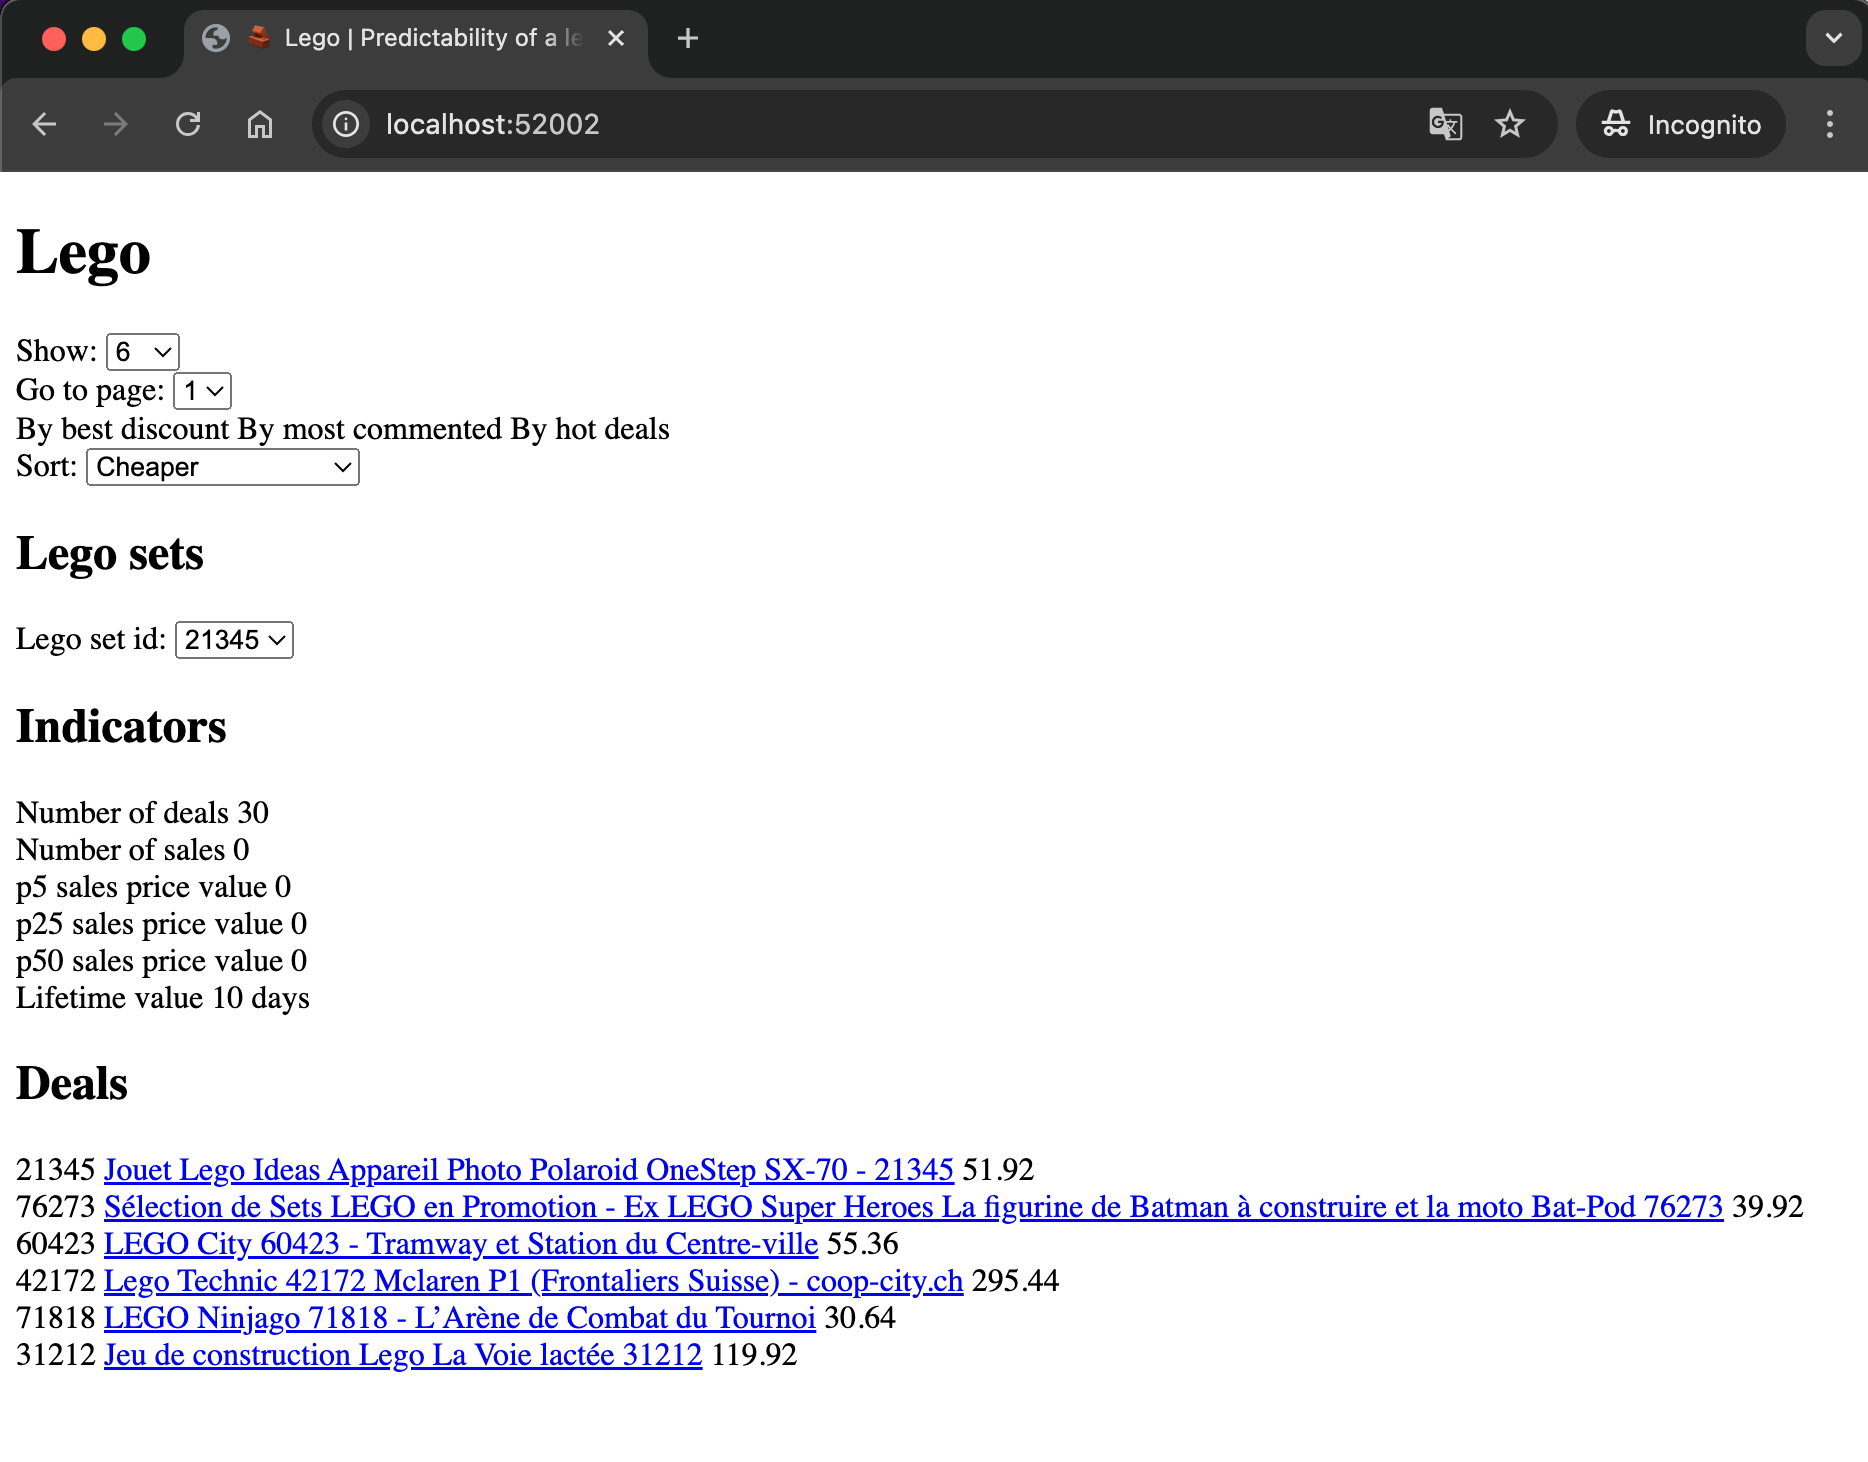 Lego | Predictability of a le
localhost:52002
Incognito
Lego
Show: 6
Go to page: 1
By best discount By most commented By hot deals
Sort: Cheaper
Lego sets
Lego set id: 21345
Indicators
Number of deals 30
Number of sales 0
p5 sales price value 0
p25 sales price value 0
p50 sales price value 0
Lifetime value 10 days
Deals
21345 Jouet Lego Ideas Appareil Photo Polaroid OneStep SX-70 - 21345 51.92
76273 Sélection de Sets LEGO en Promotion - Ex LEGO Super Heroes La figurine de Batman à construire et la moto Bat-Pod 76273 39.92
60423 LEGO City 60423 - Tramway et Station du Centre-ville 55.36
42172 Lego Technic 42172 Mclaren P1 (Frontaliers Suisse) - coop-city.ch 295.44
71818 LEGO Ninjago 71818 - L’Arène de Combat du Tournoi 30.64
31212 Jeu de construction Lego La Voie lactée 31212 119.92